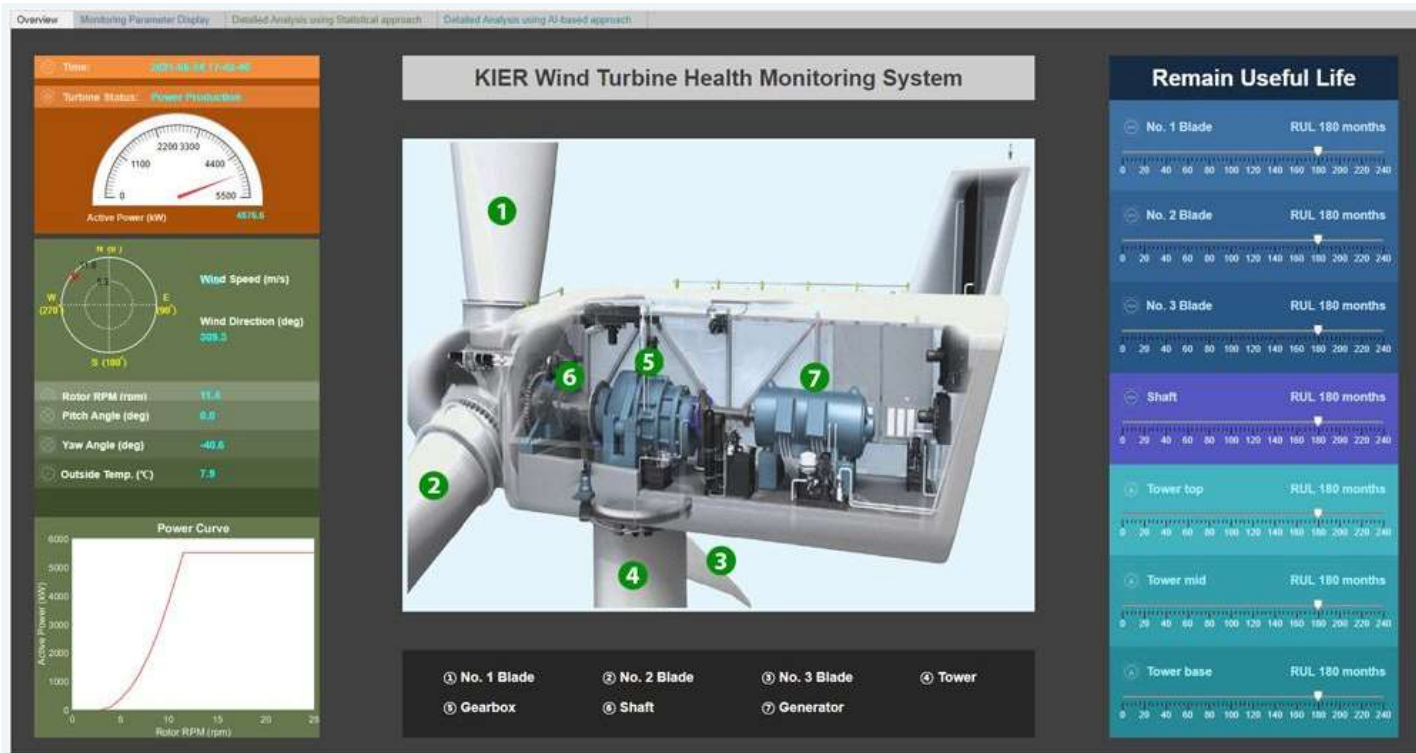 Overview Monitoring Parameter Display Detailed Analysis using Statistical approach Detailed Analysis using AI-based approach
Time:
Turbine Status: Power Production
0 1100 2200 3300 4400 5500
Active Power (kW)
N (0°)
W (270°)
E (90°)
S (180°)
Wind Speed (m/s)
Wind Direction (deg)
309.3
Rotor RPM (rpm) 11.4
Pitch Angle (deg) 0.0
Yaw Angle (deg) -40.6
Outside Temp. (℃) 7.9
Power Curve
6000
5000
4000
3000
2000
1000
0
Active Power (kW)
0 5 10 15 20 25
Rotor RPM (rpm)
KIER Wind Turbine Health Monitoring System
1
2
3
4
5
6
7
① No. 1 Blade ② No. 2 Blade ③ No. 3 Blade ④ Tower
⑤ Gearbox ⑥ Shaft ⑦ Generator
Remain Useful Life
No. 1 Blade RUL 180 months
0 20 40 60 80 100 120 140 160 180 200 220 240
No. 2 Blade RUL 180 months
0 20 40 60 80 100 120 140 160 180 200 220 240
No. 3 Blade RUL 180 months
0 20 40 60 80 100 120 140 160 180 200 220 240
Shaft RUL 180 months
0 20 40 60 80 100 120 140 160 180 200 220 240
Tower top RUL 180 months
0 20 40 60 80 100 120 140 160 180 200 220 240
Tower mid RUL 180 months
0 20 40 60 80 100 120 140 160 180 200 220 240
Tower base RUL 180 months
0 20 40 60 80 100 120 140 160 180 200 220 240